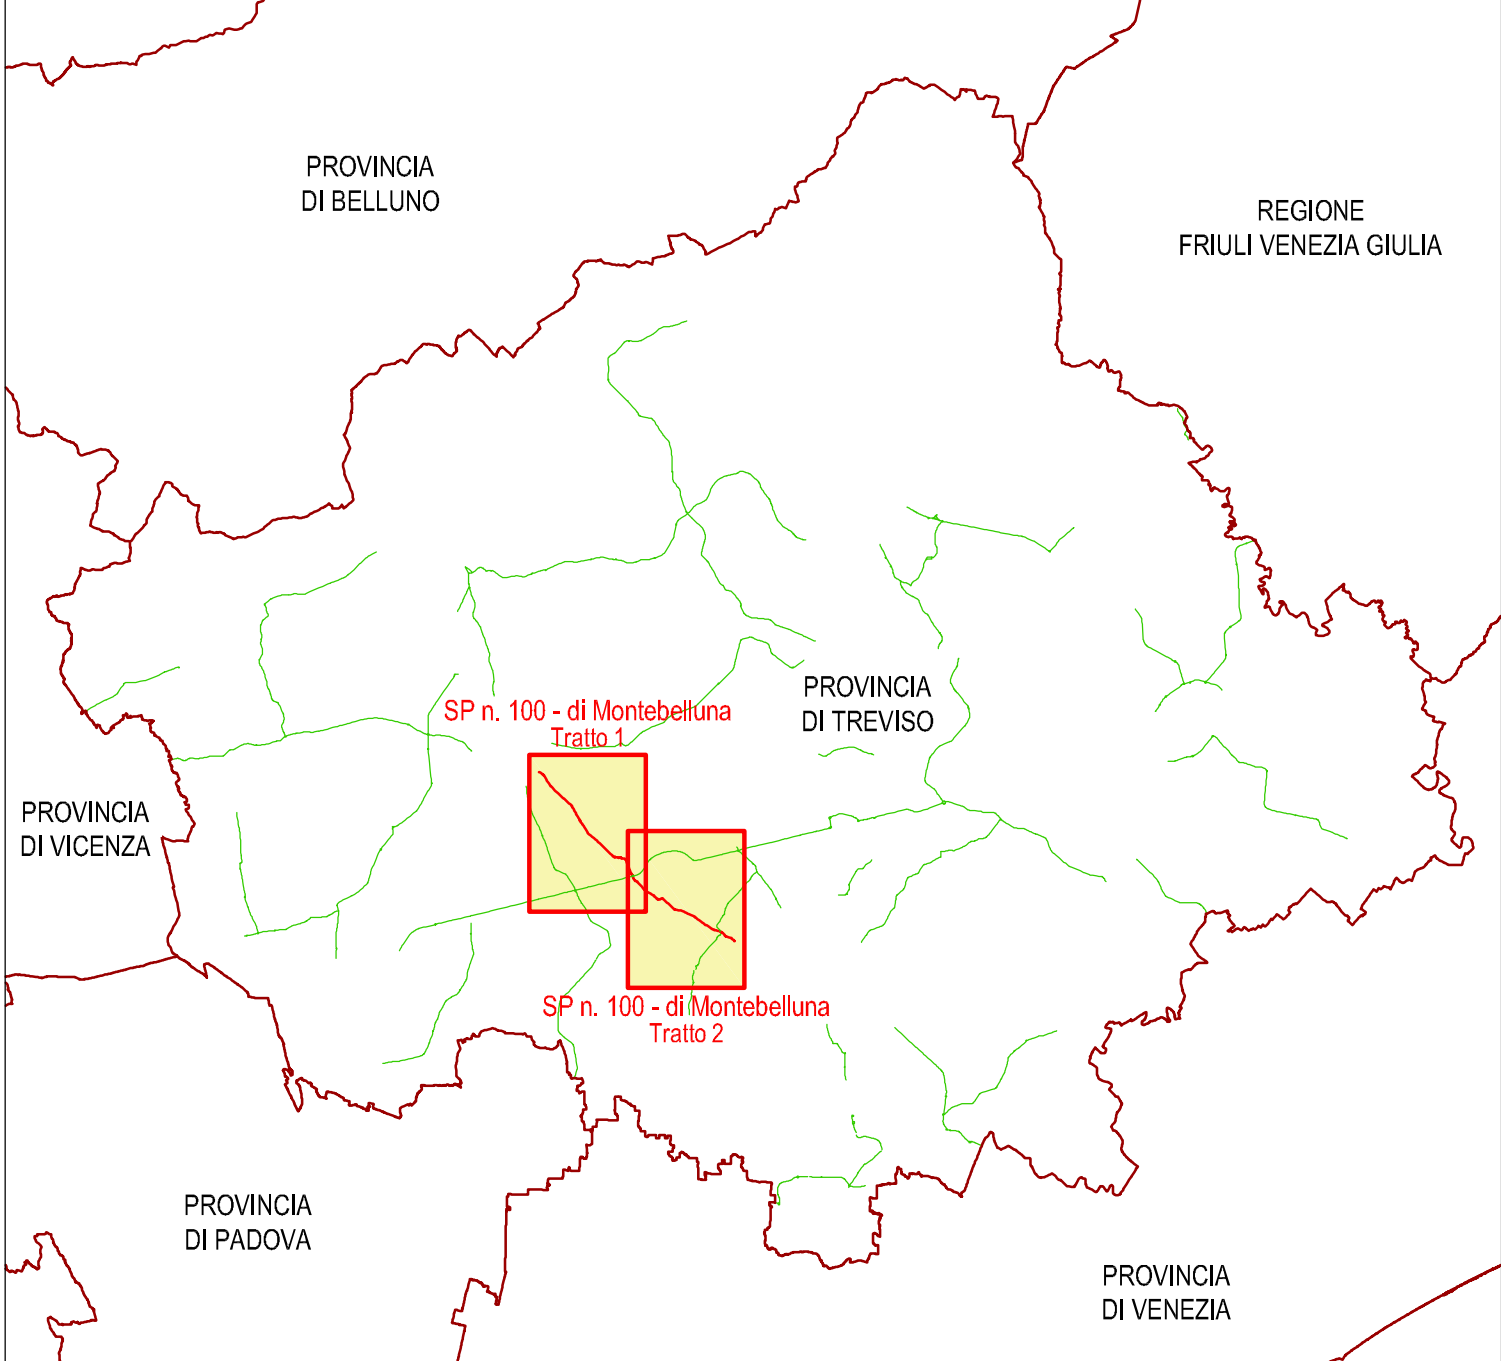 PROVINCIA
DI BELLUNO
REGIONE
FRIULI VENEZIA GIULIA
PROVINCIA
DI TREVISO
SP n. 100 - di Montebelluna
Tratto 1
PROVINCIA
DI VICENZA
SP n. 100 - di Montebelluna
Tratto 2
PROVINCIA
DI PADOVA
PROVINCIA
DI VENEZIA